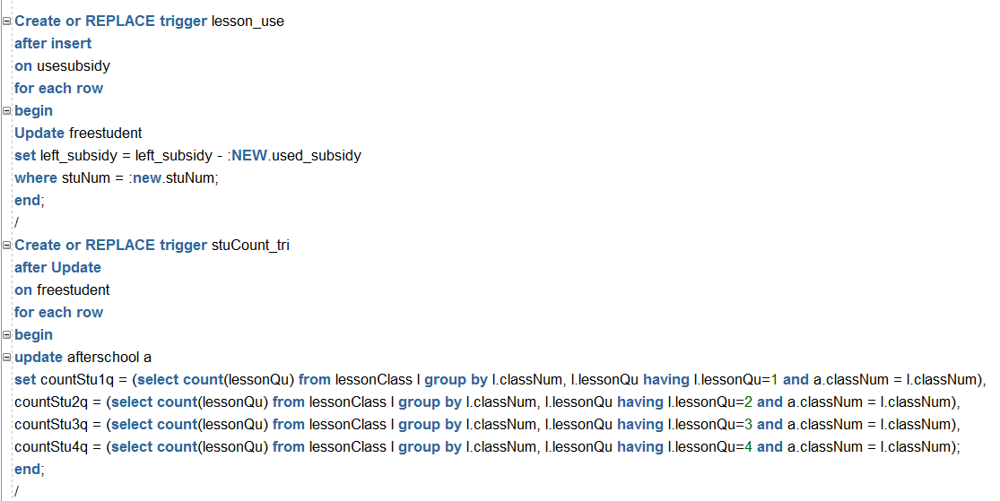 Create or REPLACE trigger lesson_use
after insert
on usesubsidy
for each row
begin
Update freestudent
set left_subsidy = left_subsidy - :NEW.used_subsidy
where stuNum = :new.stuNum;
end;
/
Create or REPLACE trigger stuCount_tri
after Update
on freestudent
for each row
begin
update afterschool a
set countStu1q = (select count(lessonQu) from lessonClass l group by l.classNum, l.lessonQu having l.lessonQu=1 and a.classNum = l.classNum),
countStu2q = (select count(lessonQu) from lessonClass l group by l.classNum, l.lessonQu having l.lessonQu=2 and a.classNum = l.classNum),
countStu3q = (select count(lessonQu) from lessonClass l group by l.classNum, l.lessonQu having l.lessonQu=3 and a.classNum = l.classNum),
countStu4q = (select count(lessonQu) from lessonClass l group by l.classNum, l.lessonQu having l.lessonQu=4 and a.classNum = l.classNum);
end;
/